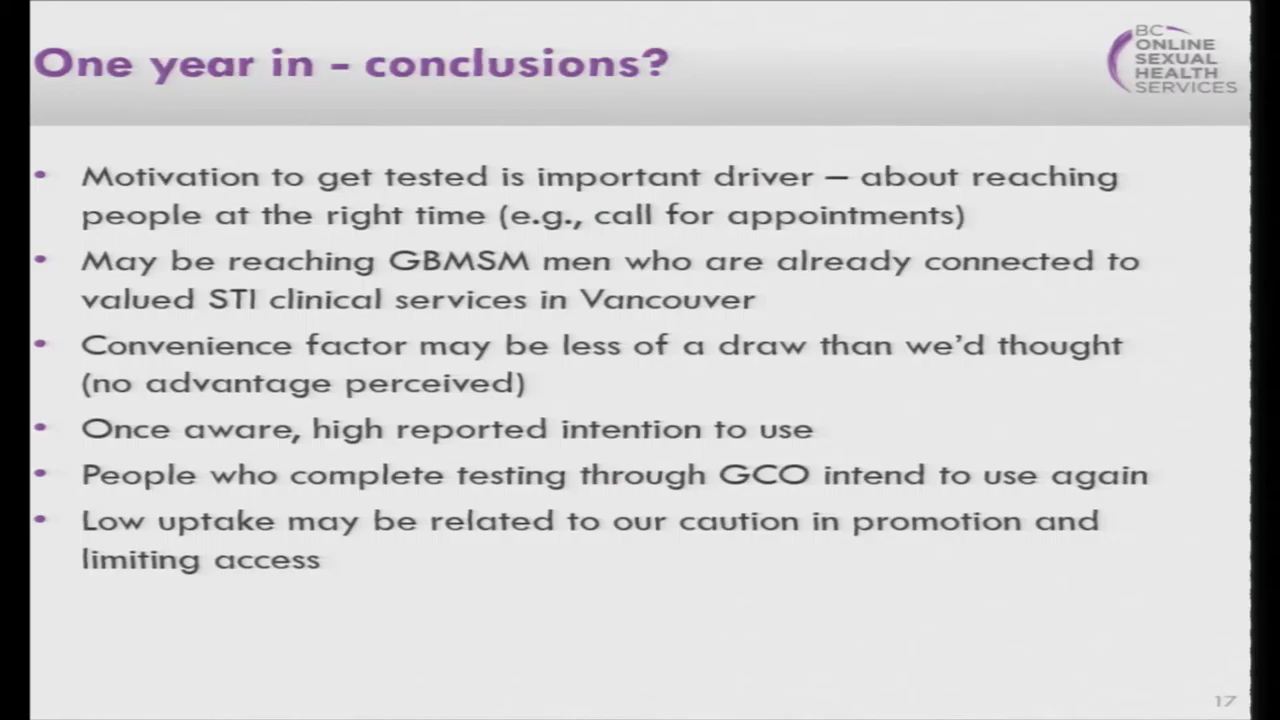 One year in - conclusions?
BC
ONLINE
SEXUAL
HEALTH
SERVICES
• Motivation to get tested is important driver – about reaching
people at the right time (e.g., call for appointments)
• May be reaching GBMSM men who are already connected to
valued STI clinical services in Vancouver
• Convenience factor may be less of a draw than we'd thought
(no advantage perceived)
• Once aware, high reported intention to use
• People who complete testing through GCO intend to use again
• Low uptake may be related to our caution in promotion and
limiting access
17